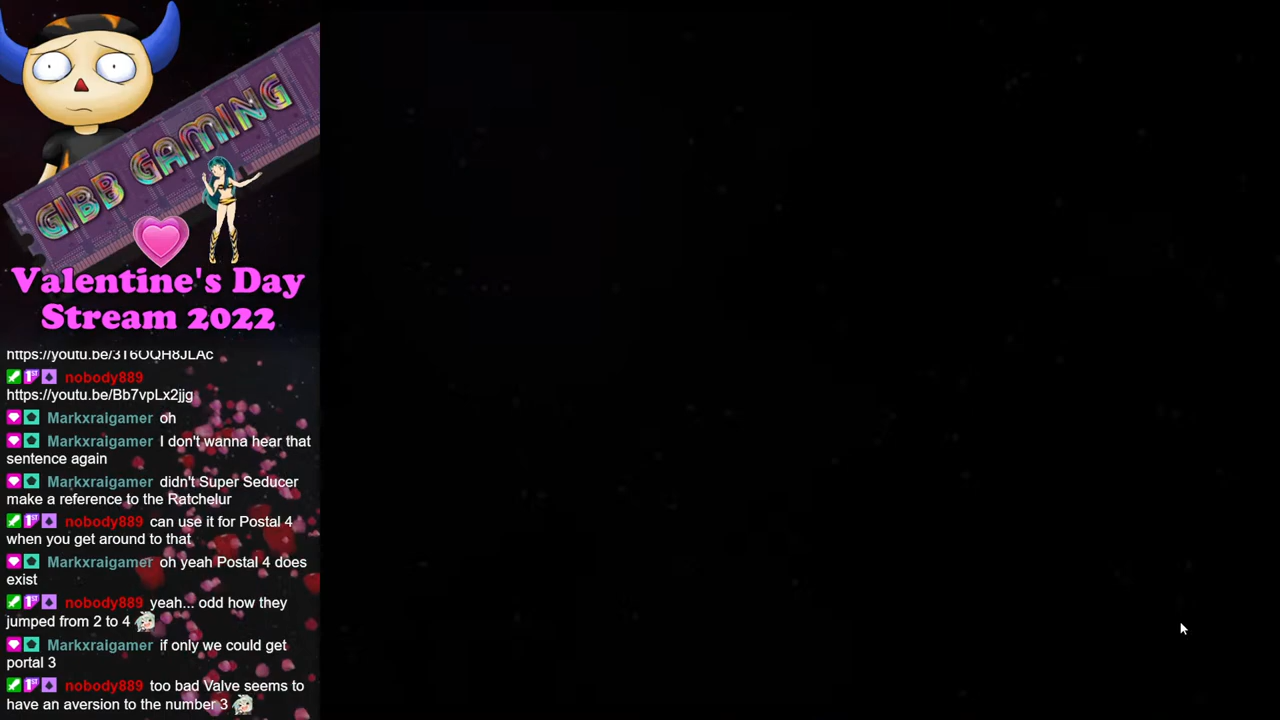 GIBB GAMING
Valentine's Day
Stream 2022
https://youtu.be/3T6OQH8JLAc
nobody889
https://youtu.be/Bb7vpLx2jjg
Markxraigamer oh
Markxraigamer I don't wanna hear that
sentence again
Markxraigamer didn't Super Seducer
make a reference to the Ratchelur
nobody889 can use it for Postal 4
when you get around to that
Markxraigamer oh yeah Postal 4 does
exist
nobody889 yeah... odd how they
jumped from 2 to 4
Markxraigamer if only we could get
portal 3
nobody889 too bad Valve seems to
have an aversion to the number 3